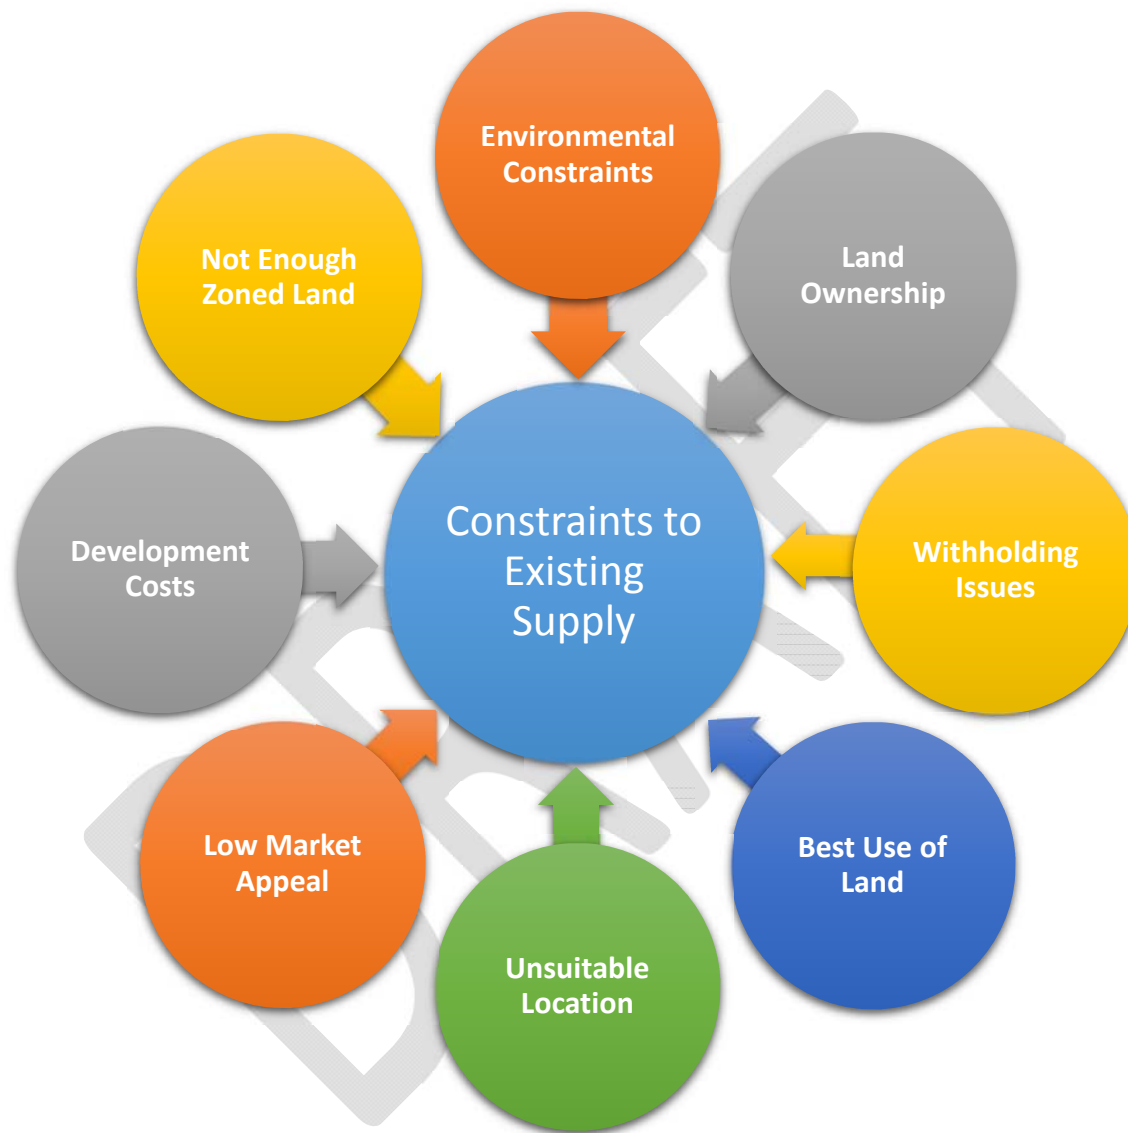 Environmental
Constraints
Land
Ownership
Withholding
Issues
Best Use of
Land
Unsuitable
Location
Low Market
Appeal
Development
Costs
Not Enough
Zoned Land
Constraints to
Existing
Supply
DRAFT